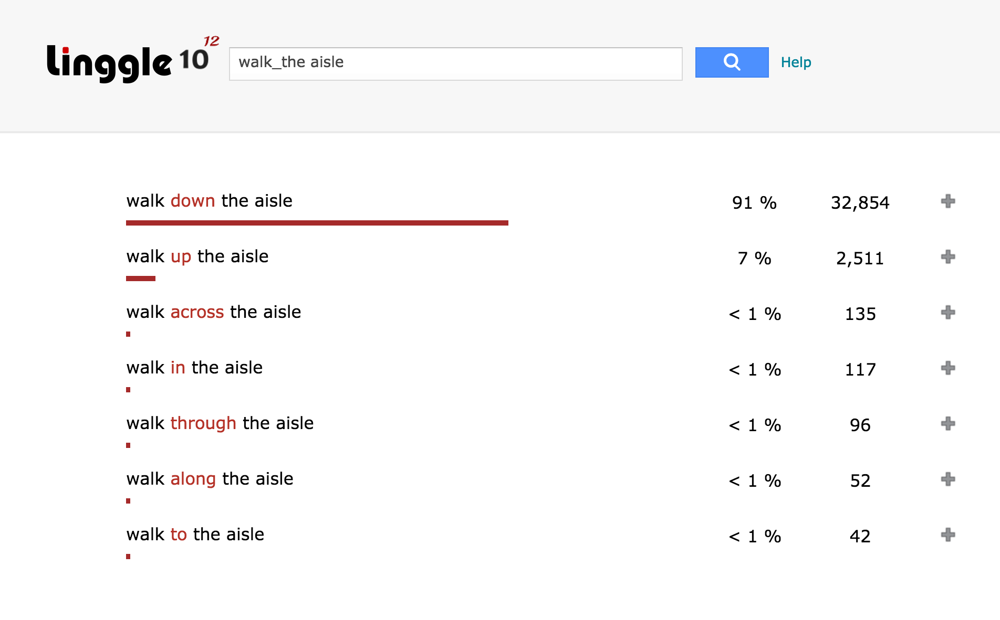 Linggle 10 12
walk_the aisle
Help
walk down the aisle 91 % 32,854
walk up the aisle 7 % 2,511
walk across the aisle < 1 % 135
walk in the aisle < 1 % 117
walk through the aisle < 1 % 96
walk along the aisle < 1 % 52
walk to the aisle < 1 % 42